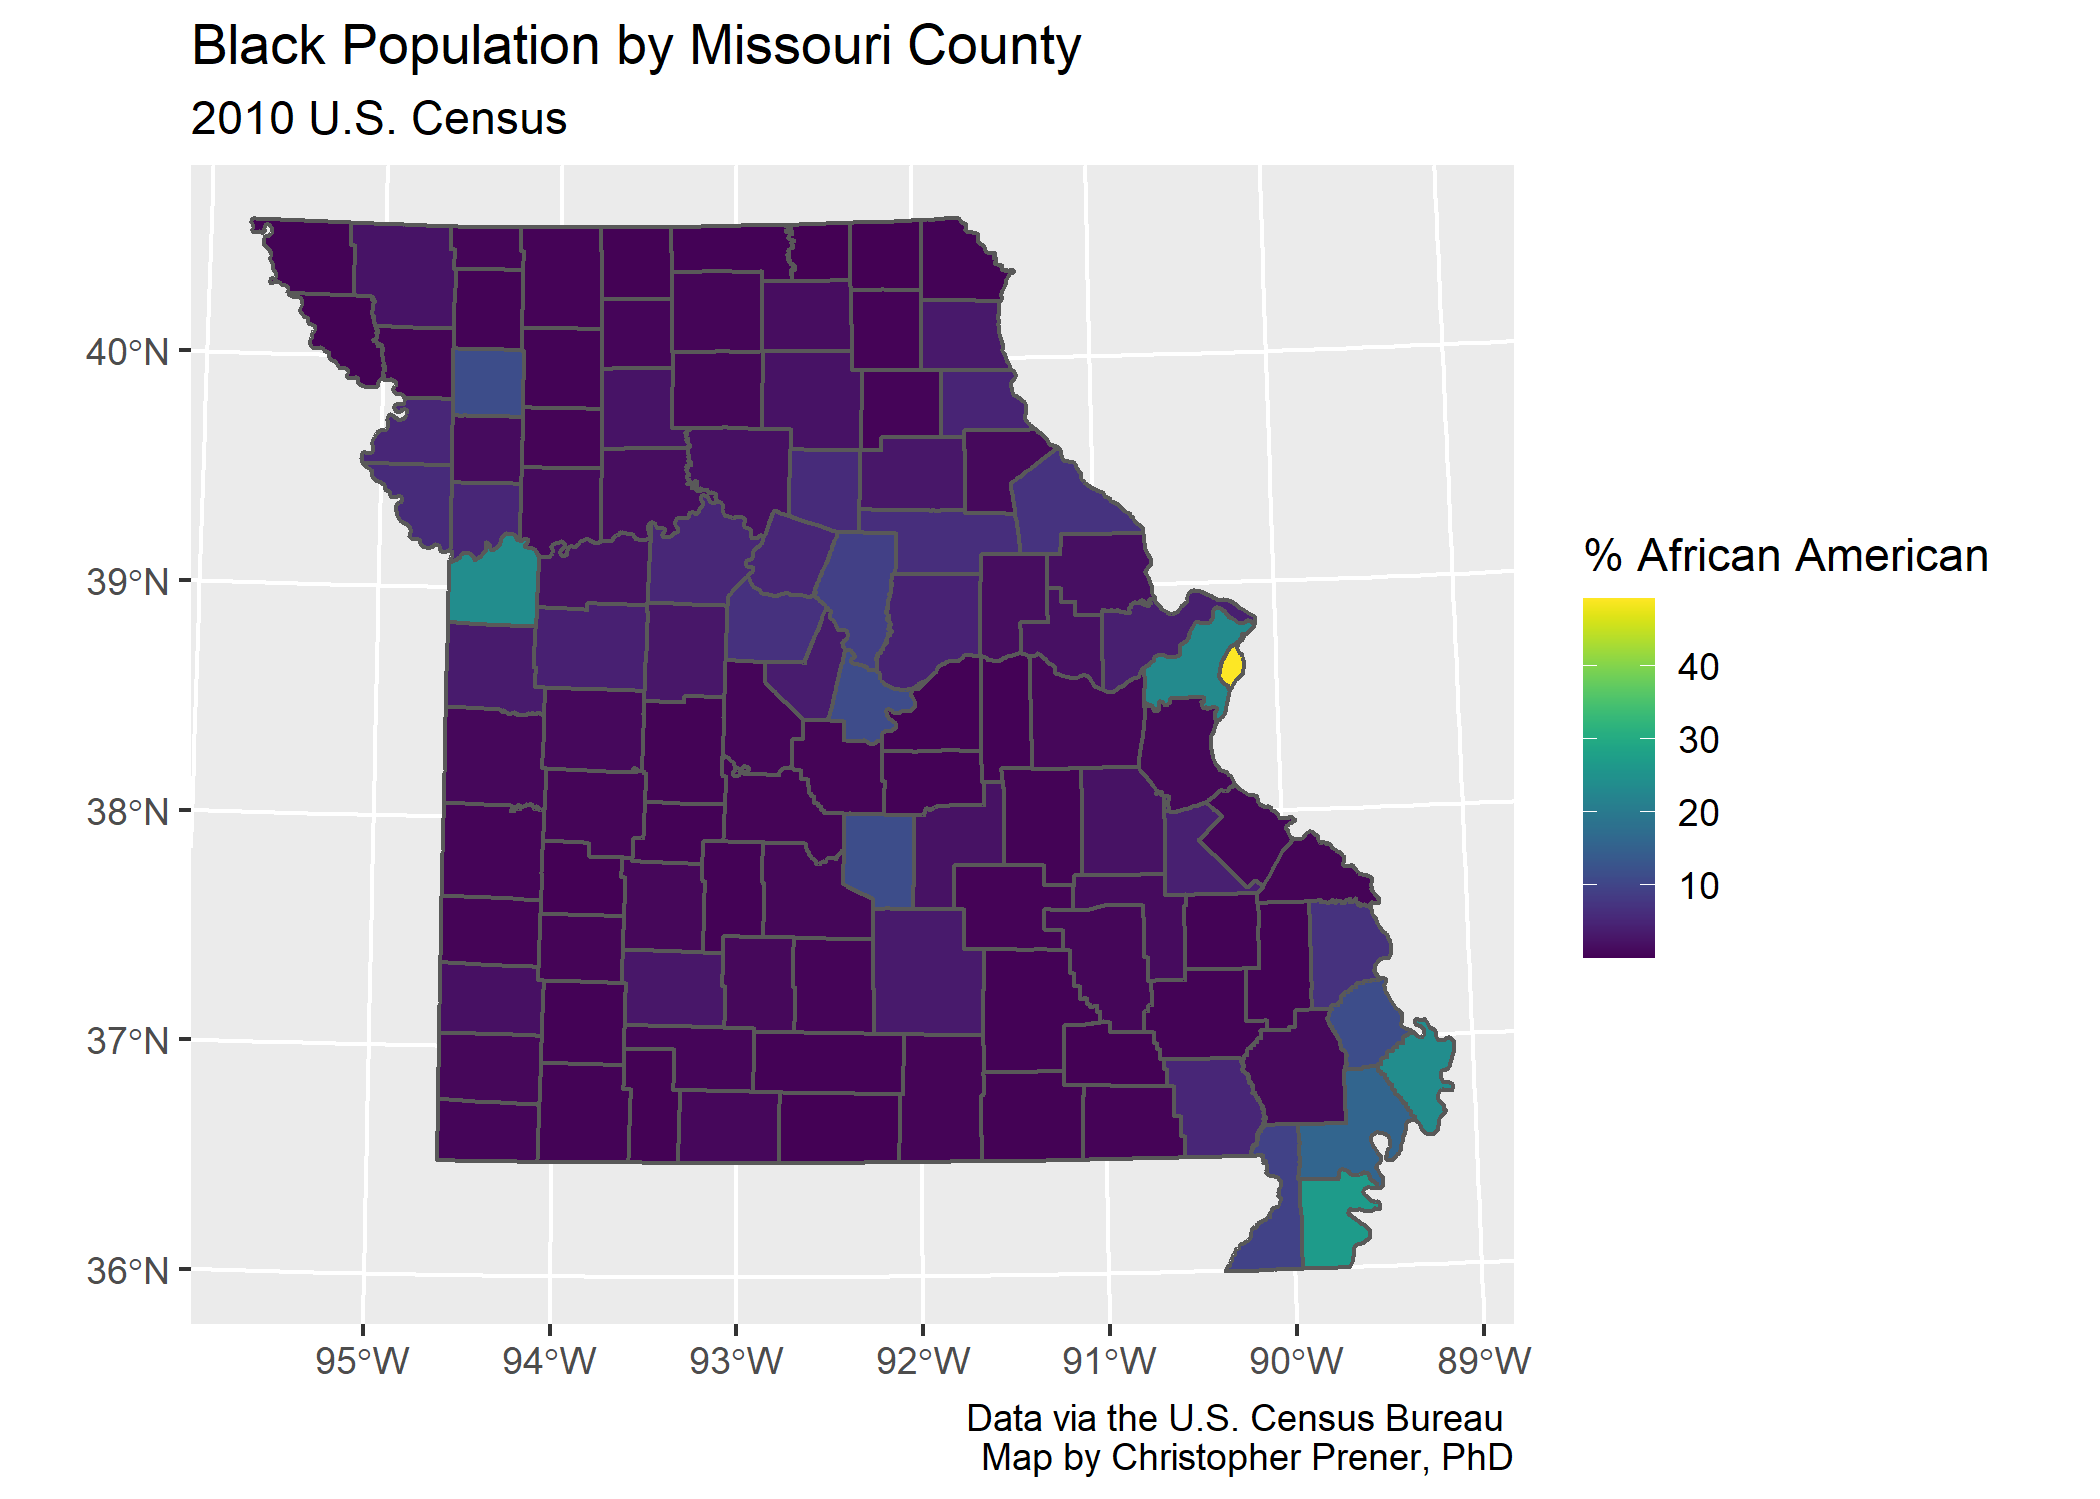 Black Population by Missouri County
2010 U.S. Census
40°N
39°N
38°N
37°N
36°N
95°W 94°W 93°W 92°W 91°W 90°W 89°W
% African American
40
30
20
10
Data via the U.S. Census Bureau
Map by Christopher Prener, PhD